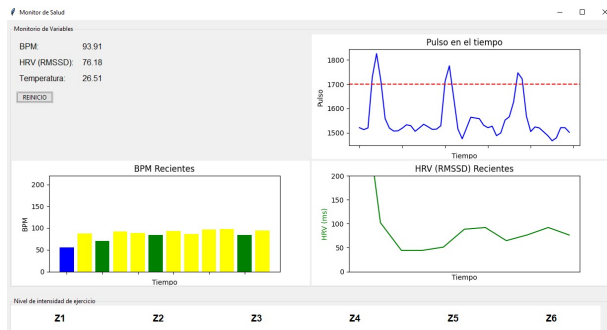 Monitor de Salud
Monitorio de Variables
BPM: 93.91
HRV (RMSSD): 76.18
Temperatura: 26.51
REINICIO
Pulso en el tiempo
Pulso
1800
1700
1600
1500
Tiempo
BPM Recientes
BPM
200
150
100
50
0
Tiempo
HRV (RMSSD) Recientes
HRV (ms)
200
150
100
50
0
Tiempo
Nivel de intensidad de ejercicio
Z1 Z2 Z3 Z4 Z5 Z6